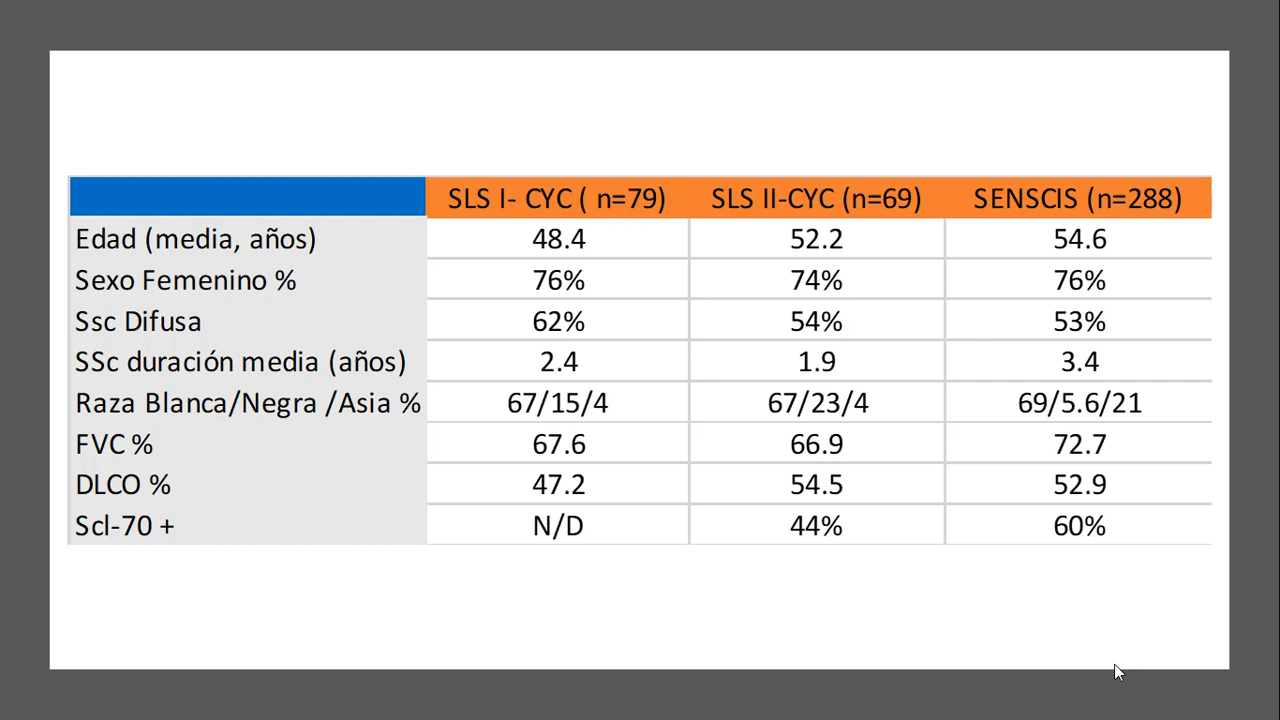 SLS I- CYC ( n=79) SLS II-CYC (n=69) SENSCIS (n=288)
Edad (media, años) 48.4 52.2 54.6
Sexo Femenino % 76% 74% 76%
Ssc Difusa 62% 54% 53%
SSc duración media (años) 2.4 1.9 3.4
Raza Blanca/Negra /Asia % 67/15/4 67/23/4 69/5.6/21
FVC % 67.6 66.9 72.7
DLCO % 47.2 54.5 52.9
Scl-70 + N/D 44% 60%